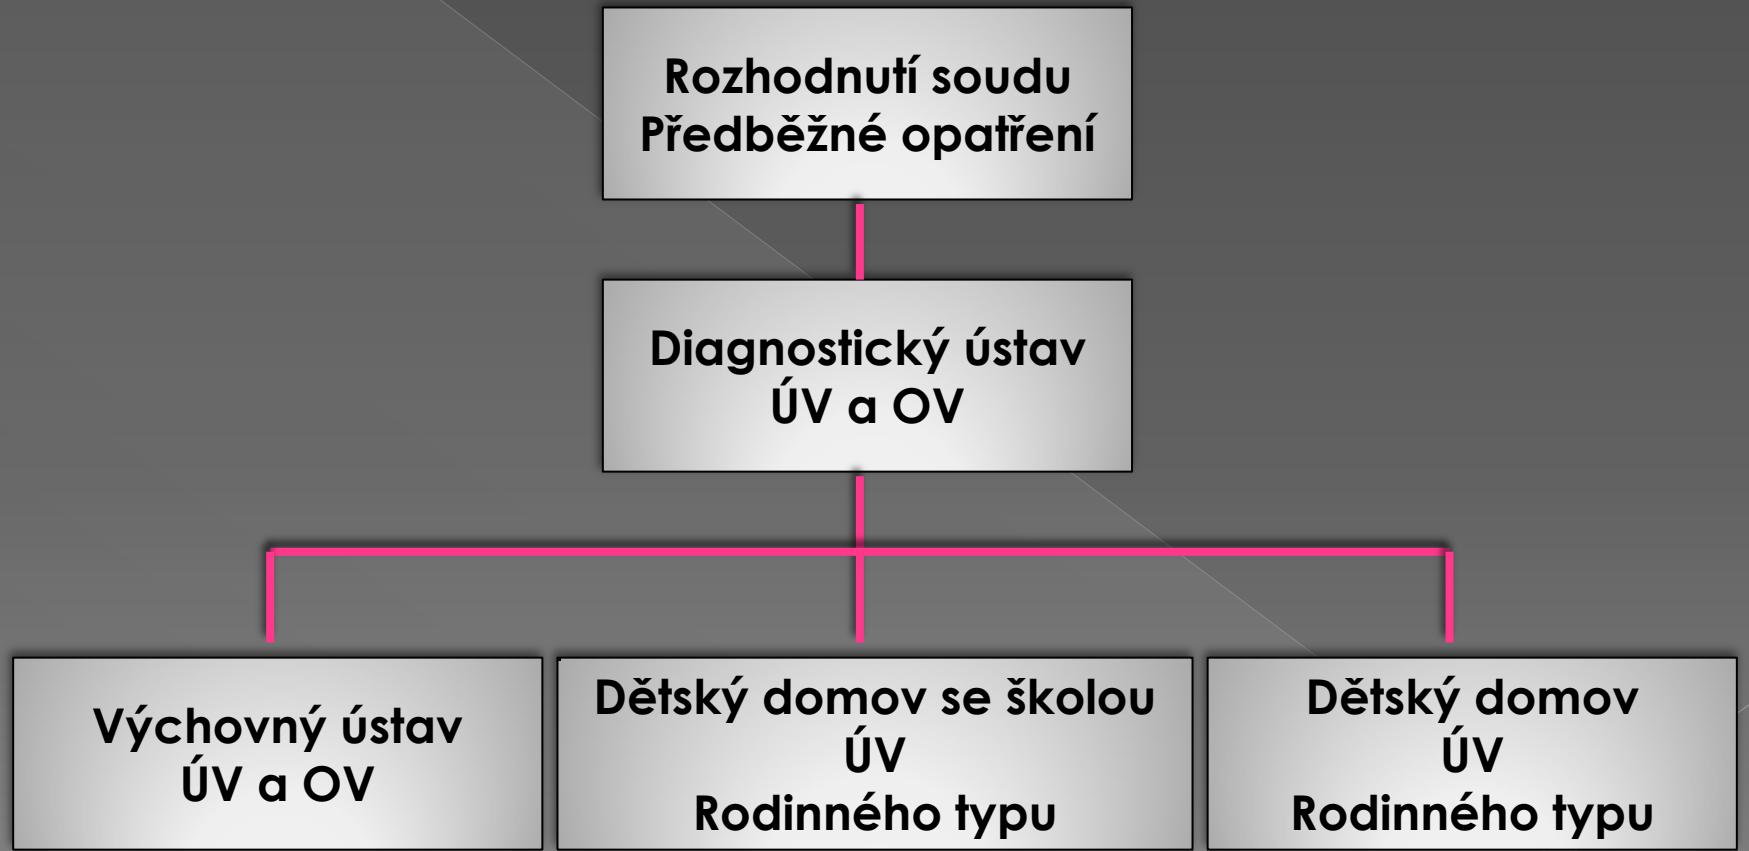 Rozhodnutí soudu
Předběžné opatření
Diagnostický ústav
ÚV a OV
Výchovný ústav
ÚV a OV
Dětský domov se školou
ÚV
Rodinného typu
Dětský domov
ÚV
Rodinného typu